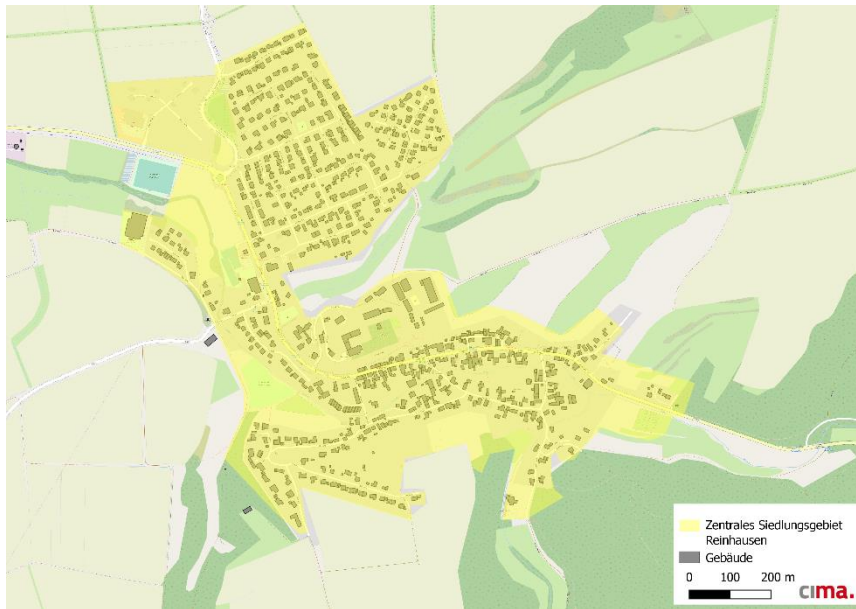 Zentrales Siedlungsgebiet
Reinhausen
Gebäude
0 100 200 m
cima.